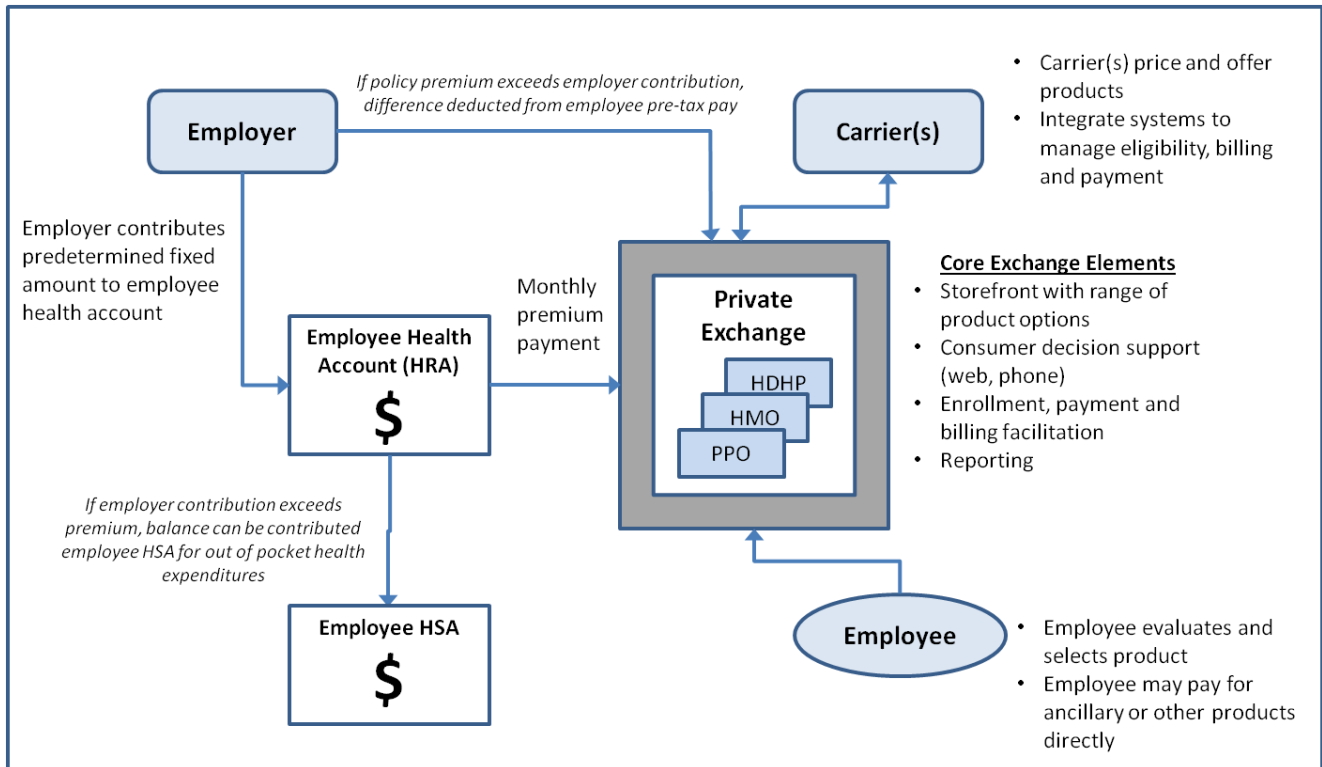 If policy premium exceeds employer contribution,
difference deducted from employee pre-tax pay
Employer
Carrier(s)
• Carrier(s) price and offer
products
• Integrate systems to
manage eligibility, billing
and payment
Employer contributes
predetermined fixed
amount to employee
health account
Employee Health
Account (HRA)
$
Monthly
premium
payment
Private
Exchange
HDHP
HMO
PPO
Core Exchange Elements
• Storefront with range of
product options
• Consumer decision support
(web, phone)
• Enrollment, payment and
billing facilitation
• Reporting
If employer contribution exceeds
premium, balance can be contributed
employee HSA for out of pocket health
expenditures
Employee HSA
$
Employee
• Employee evaluates and
selects product
• Employee may pay for
ancillary or other products
directly